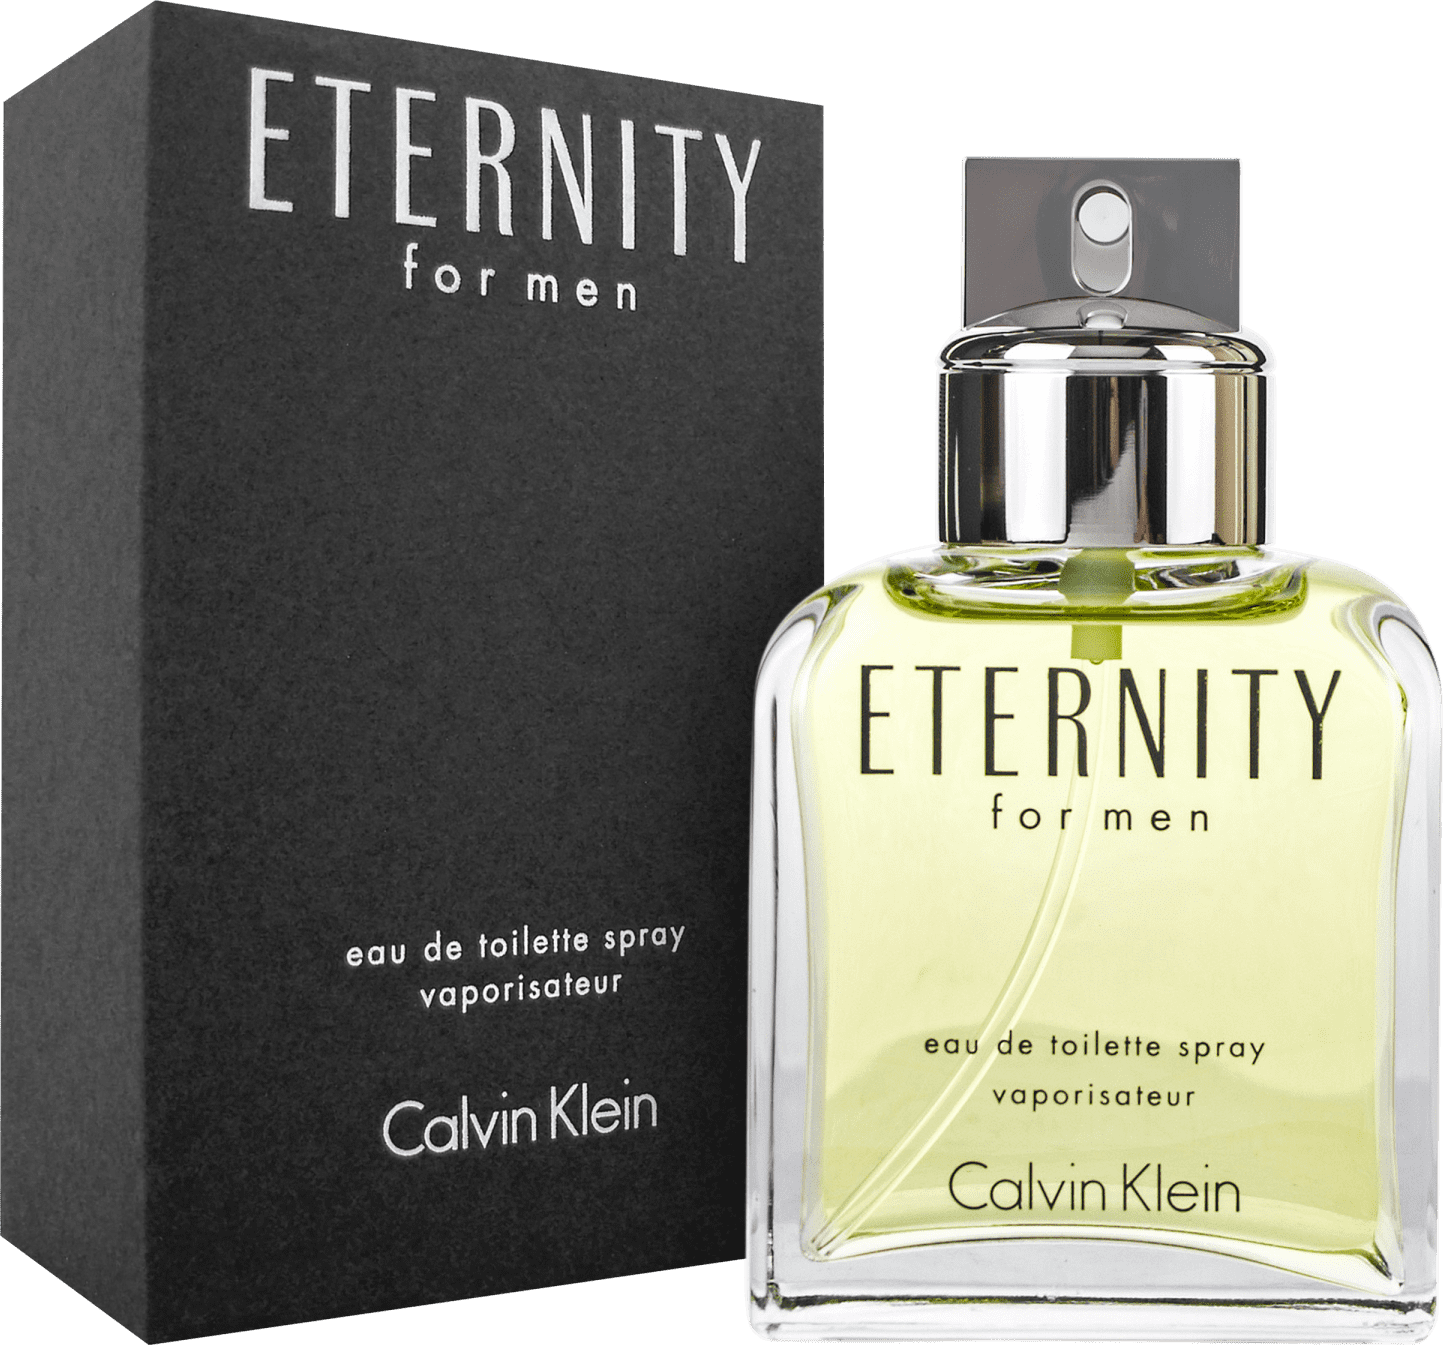 ETERNITY
for men
eau de toilette spray
vaporisateur
Calvin Klein
ETERNITY
for men
eau de toilette spray
vaporisateur
Calvin Klein